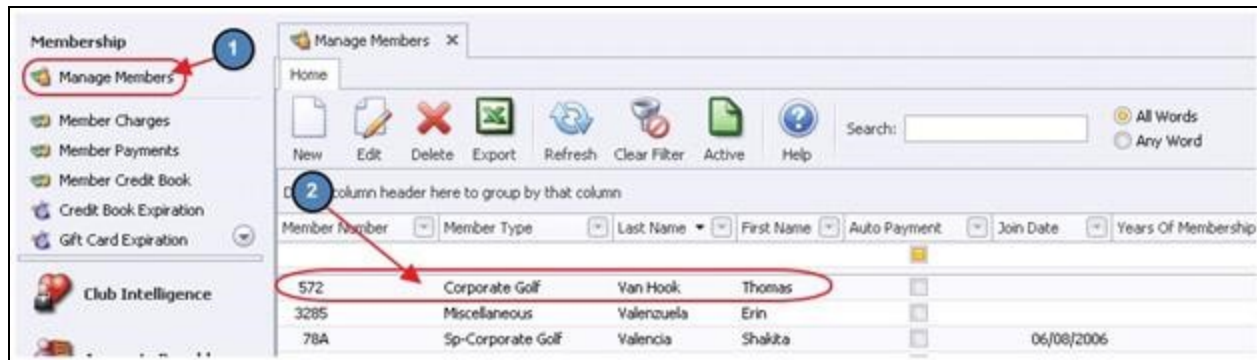 Membership
1
Manage Members
Member Charges
Member Payments
Member Credit Book
Credit Book Expiration
Gift Card Expiration
Club Intelligence
Manage Members
Home
New Edit Delete Export Refresh Clear Filter Active Help
Search:
All Words
Any Word
2
column header here to group by that column
Member Number Member Type Last Name First Name Auto Payment Join Date Years Of Membership
572 Corporate Golf Van Hook Thomas
3285 Miscellaneous Valenzuela Erin
78A Sp-Corporate Golf Valencia Shakita 06/08/2006